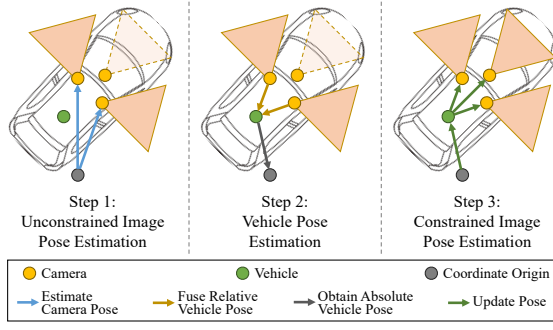 Step 1:
Unconstrained Image
Pose Estimation
Step 2:
Vehicle Pose
Estimation
Step 3:
Constrained Image
Pose Estimation
Camera
Vehicle
Coordinate Origin
Estimate
Camera Pose
Fuse Relative
Vehicle Pose
Obtain Absolute
Vehicle Pose
Update Pose